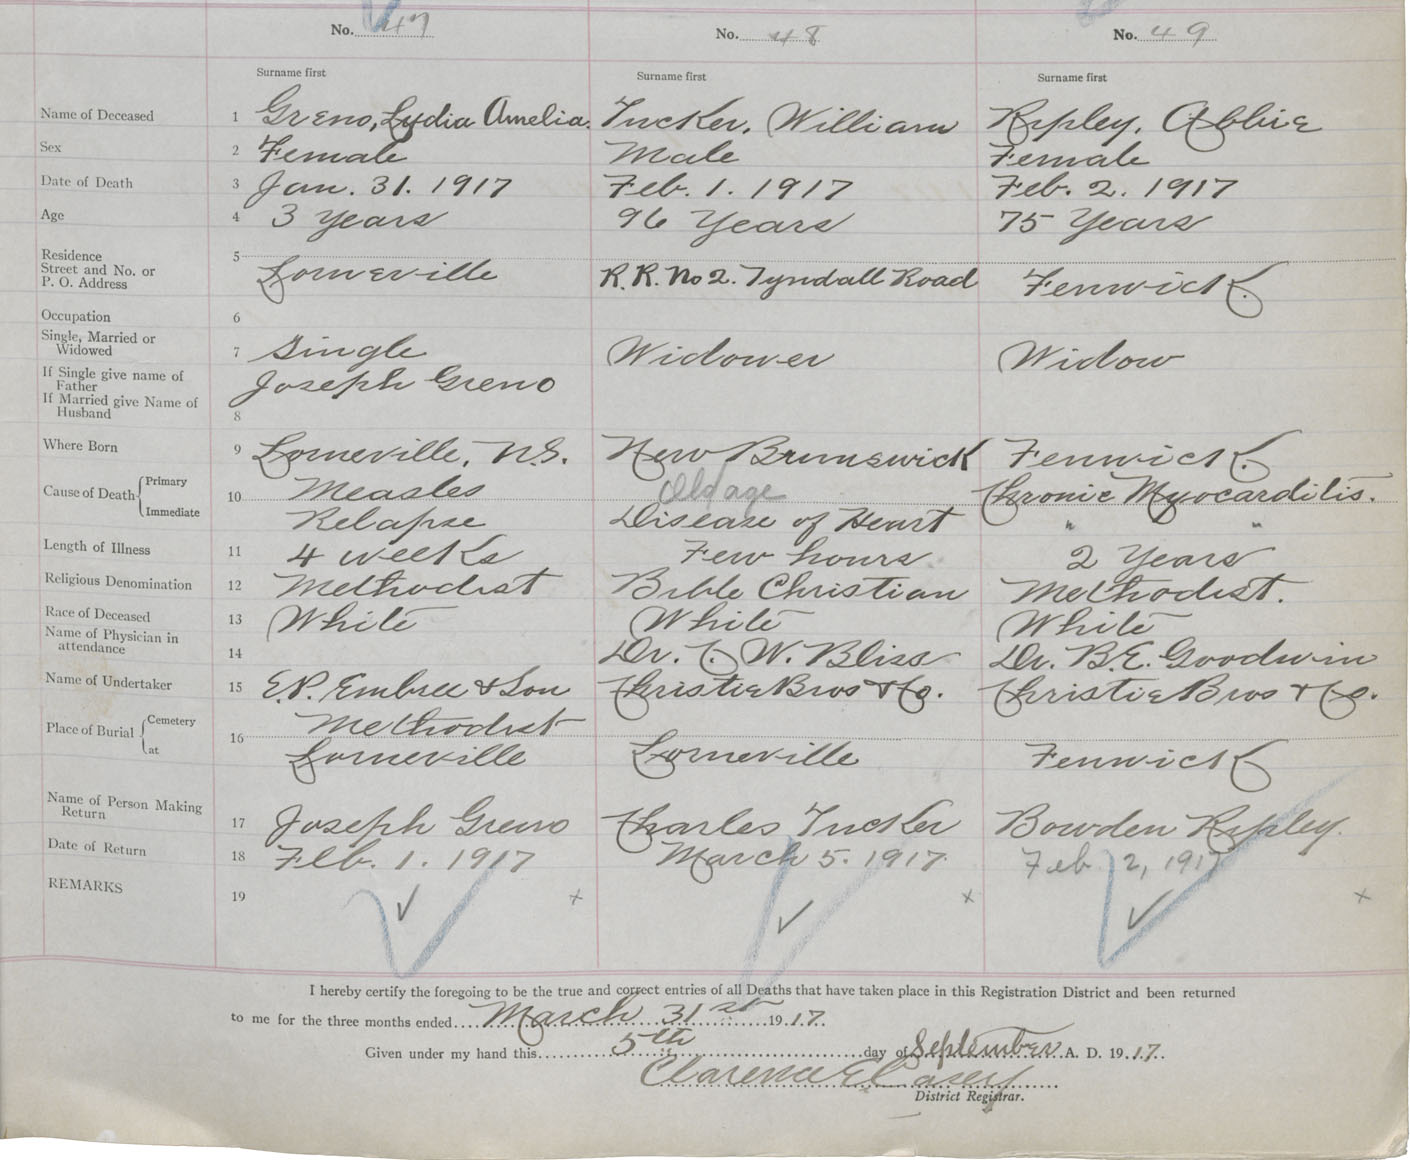 No. 47 No. 48 No. 49
Surname first Surname first Surname first
Name of Deceased 1 Greno, Lydia Amelia. Tucker, William Ripley, Abbie
Sex 2 Female Male Female
Date of Death 3 Jan. 31. 1917 Feb. 1. 1917 Feb. 2. 1917
Age 4 3 Years 96 Years 75 Years
Residence 5
Street and No. or Lorneville R.R. No 2. Tyndall Road Fenwick.
P. O. Address
Occupation 6
Single, Married or
Widowed 7 Single Widower Widow
If Single give name of
Father Joseph Greno
If Married give Name of
Husband 8
Where Born 9 Lorneville, N.S. New Brunswick Fenwick.
Cause of Death Primary 10 Measles Old age Chronic Myocarditis.
Immediate Relapse Disease of Heart " "
Length of Illness 11 4 weeks Few hours 2 Years
Religious Denomination 12 Methodist Bible Christian Methodist.
Race of Deceased 13 White White White
Name of Physician in
attendance 14 Dr. C. W. Bliss Dr. B.E. Goodwin
Name of Undertaker 15 E.P. Embree & Son Christie Bros & Co. Christie Bros & Co.
Place of Burial Cemetery 16 Methodist
at Lorneville Lorneville Fenwick
Name of Person Making
Return 17 Joseph Greno Charles Tucker Bowden Ripley.
Date of Return 18 Feb. 1. 1917 March 5. 1917 Feb 2, 1917
REMARKS 19 x x x
I hereby certify the foregoing to be the true and correct entries of all Deaths that have taken place in this Registration District and been returned
to me for the three months ended March 31st 1917.
Given under my hand this 5th day of September A. D. 1917.
Clarence E Casey
District Registrar.